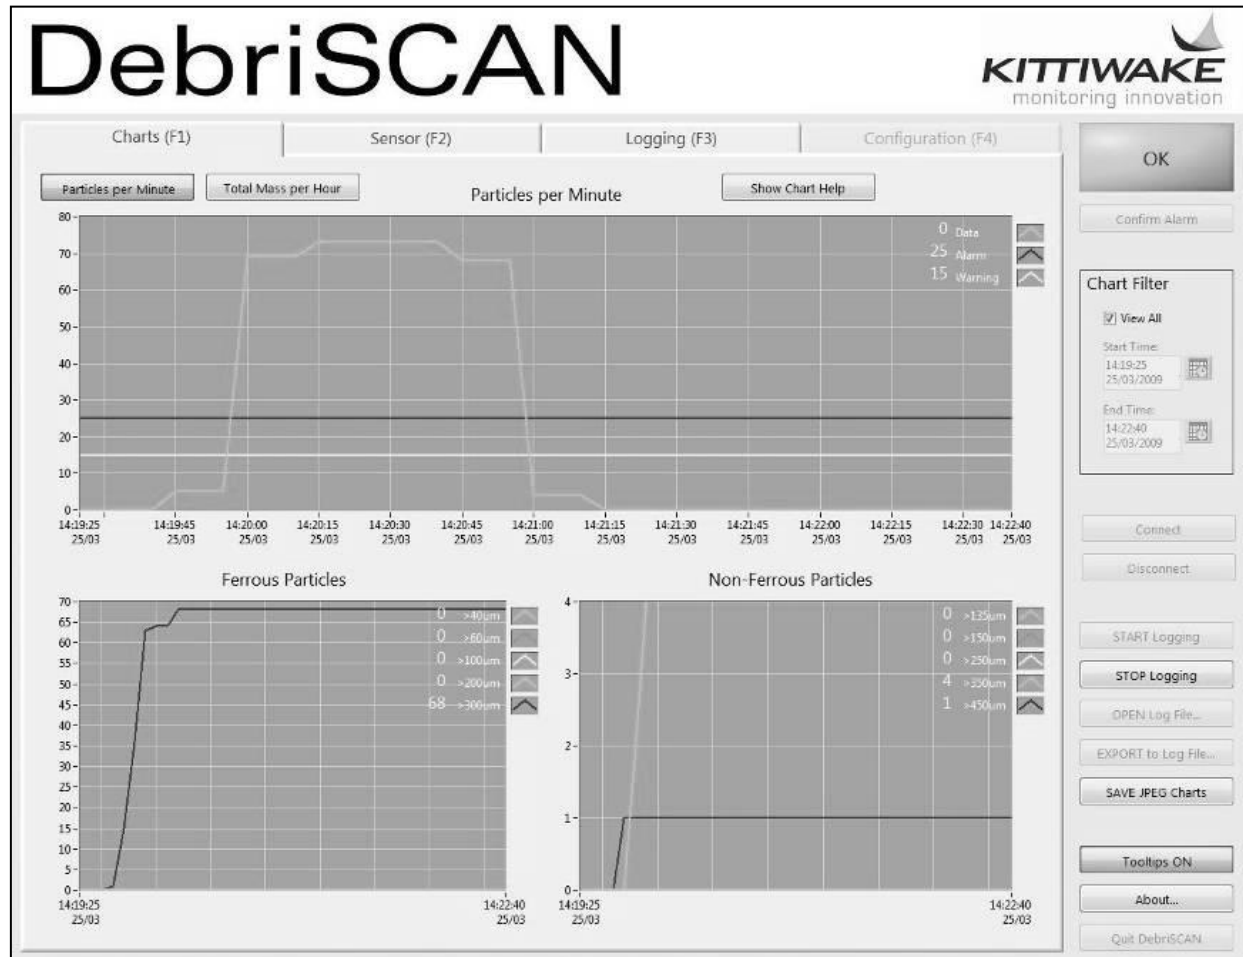 DebriSCAN
KITTIWAKE
monitoring innovation
Charts (F1)
Sensor (F2)
Logging (F3)
Configuration (F4)
OK
Confirm Alarm
Particles per Minute
Total Mass per Hour
Particles per Minute
Show Chart Help
80
70
60
50
40
30
20
10
0
0 Data
25 Alarm
15 Warning
14:19:25 14:19:45 14:20:00 14:20:15 14:20:30 14:20:45 14:21:00 14:21:15 14:21:30 14:21:45 14:22:00 14:22:15 14:22:30 14:22:40
25/03 25/03 25/03 25/03 25/03 25/03 25/03 25/03 25/03 25/03 25/03 25/03 25/03 25/03
Chart Filter
View All
Start Time:
14:19:25
25/03/2009
End Time:
14:22:40
25/03/2009
Connect
Disconnect
Ferrous Particles
70
65
60
55
50
45
40
35
30
25
20
15
10
5
0
0 >40um
0 >60um
0 >100um
0 >200um
68 >300um
14:19:25 14:22:40
25/03 25/03
Non-Ferrous Particles
4
3
2
1
0
0 >135um
0 >150um
0 >250um
4 >350um
1 >450um
14:19:25 14:22:40
25/03 25/03
START Logging
STOP Logging
OPEN Log File...
EXPORT to Log File...
SAVE JPEG Charts
Tooltips ON
About...
Quit DebriSCAN